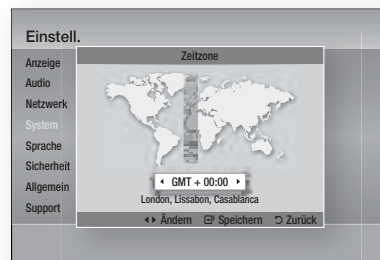 Einstell.
Anzeige
Audio
Netzwerk
System
Sprache
Sicherheit
Allgemein
Support
Zeitzone
GMT + 00:00
London, Lissabon, Casablanca
Ändern Speichern Zurück